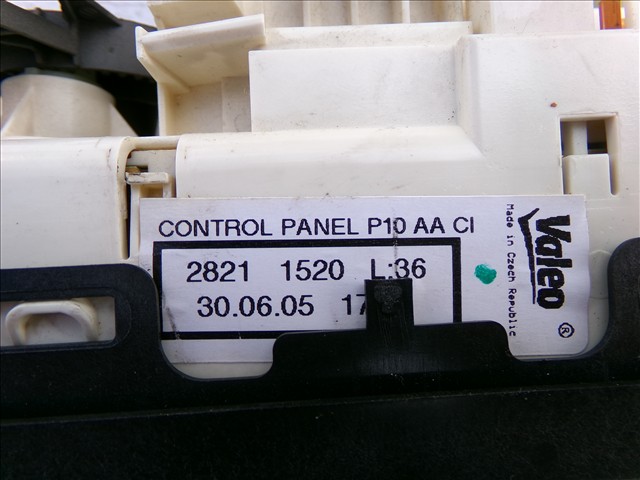 CONTROL PANEL P10 AA CI
2821 1520 L:36
30.06.05 17
Valeo ®
Made in Czech Republic